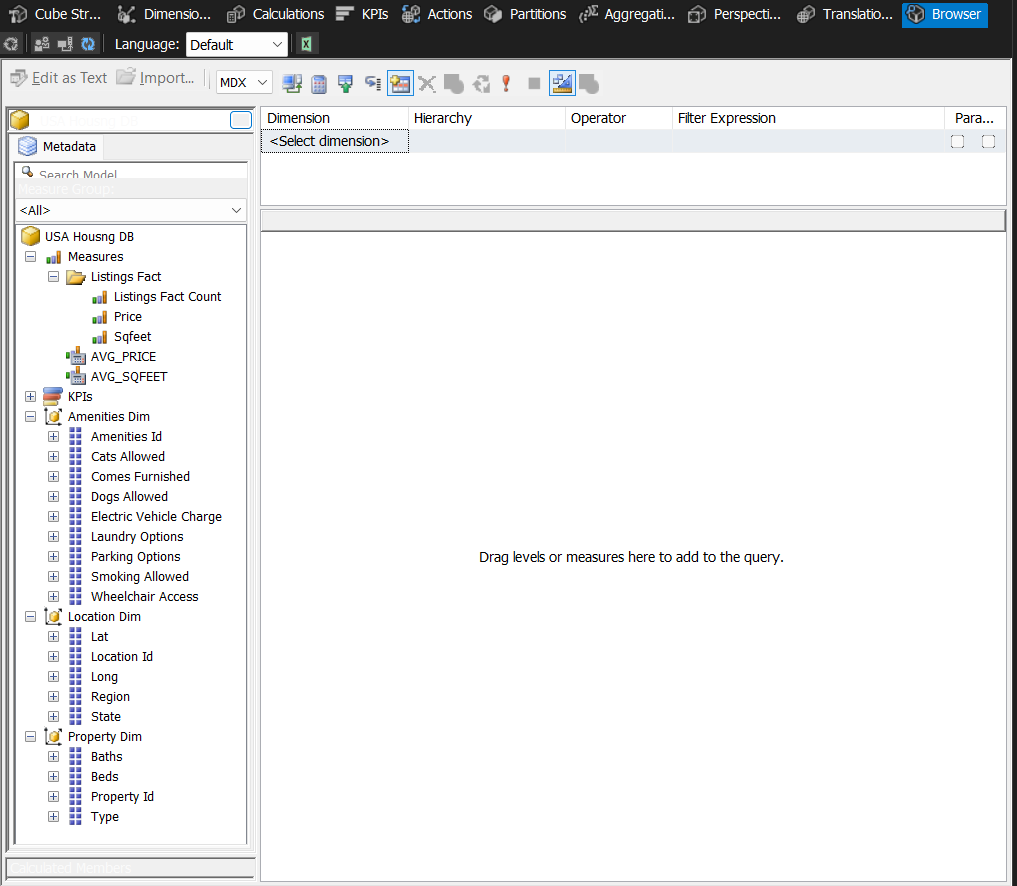 Cube Str... Dimensio... Calculations KPIs Actions Partitions Aggregati... Perspecti... Translatio... Browser
Language: Default
Edit as Text Import... MDX
USA Housng DB
Metadata
Search Model
Measure Group:
<All>
USA Housng DB
Measures
Listings Fact
Listings Fact Count
Price
Sqfeet
AVG_PRICE
AVG_SQFEET
KPIs
Amenities Dim
Amenities Id
Cats Allowed
Comes Furnished
Dogs Allowed
Electric Vehicle Charge
Laundry Options
Parking Options
Smoking Allowed
Wheelchair Access
Location Dim
Lat
Location Id
Long
Region
State
Property Dim
Baths
Beds
Property Id
Type
Calculated Members
Dimension Hierarchy Operator Filter Expression Para...
<Select dimension>
Drag levels or measures here to add to the query.